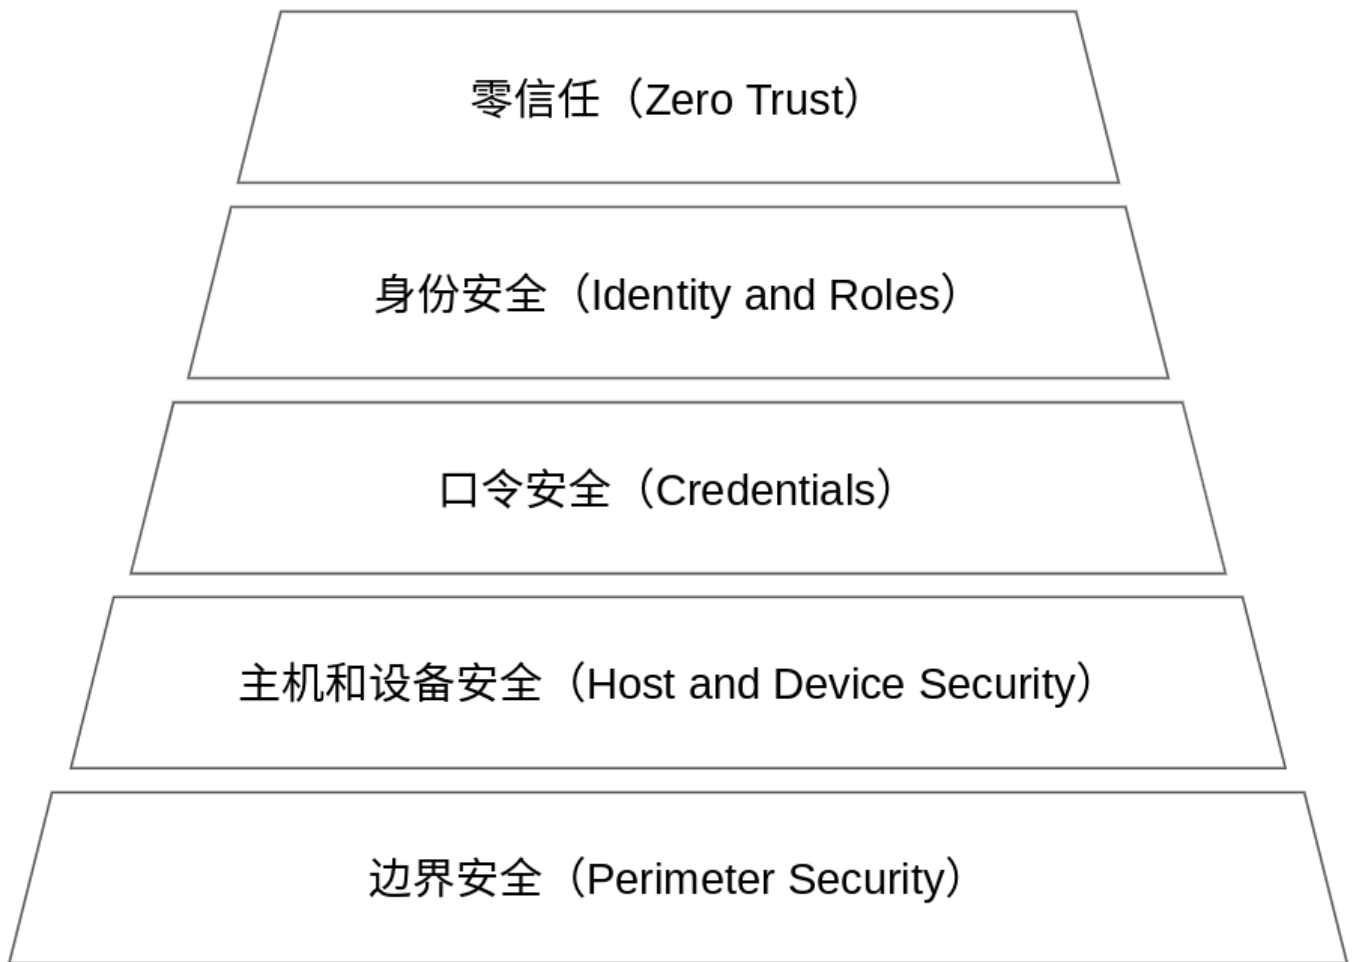 零信任（Zero Trust）
身份安全（Identity and Roles）
口令安全（Credentials）
主机和设备安全（Host and Device Security）
边界安全（Perimeter Security）